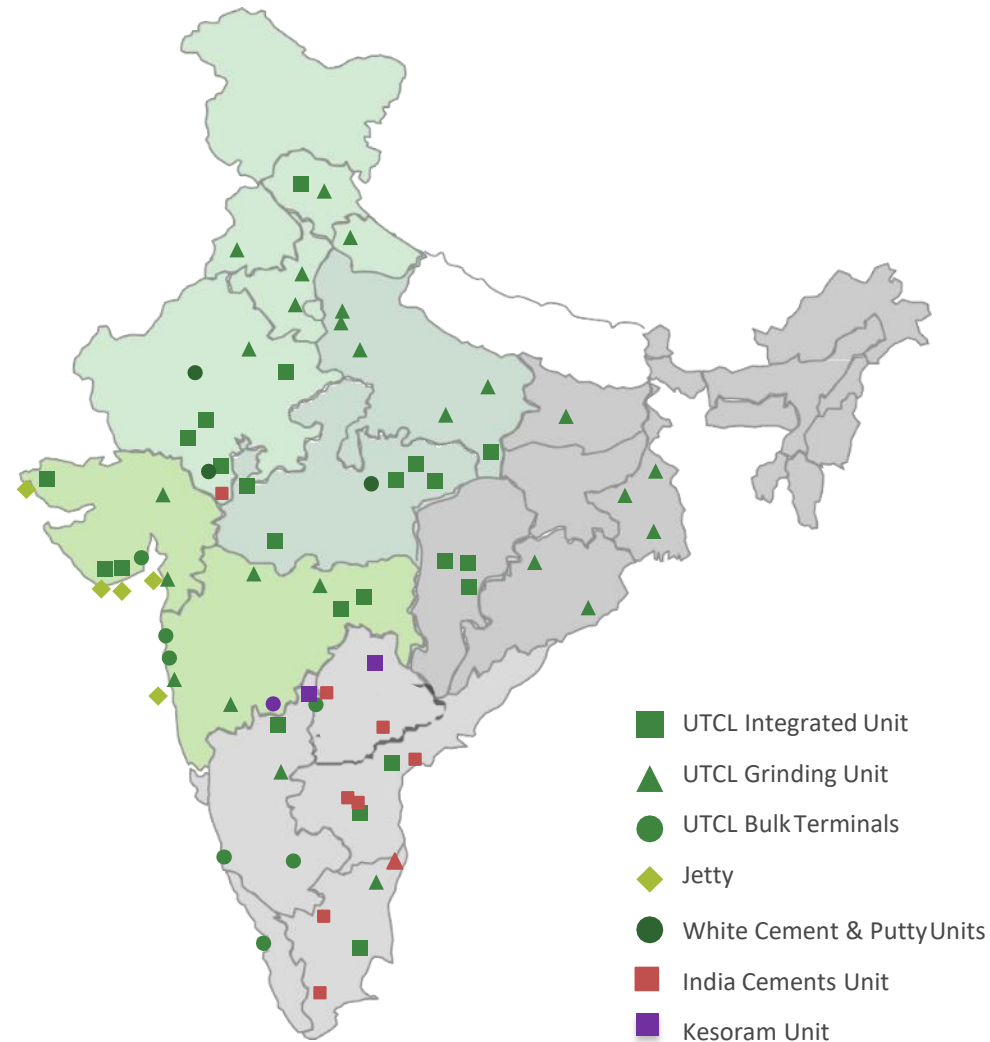 UTCL Integrated Unit
UTCL Grinding Unit
UTCL Bulk Terminals
Jetty
White Cement & Putty Units
India Cements Unit
Kesoram Unit